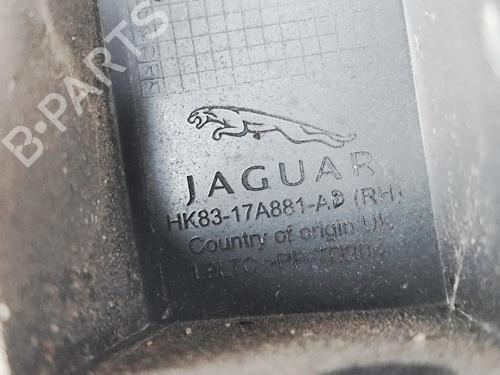 B-PARTS
JAGUAR
HK83-17A881-AD (RH)
Country of origin UK